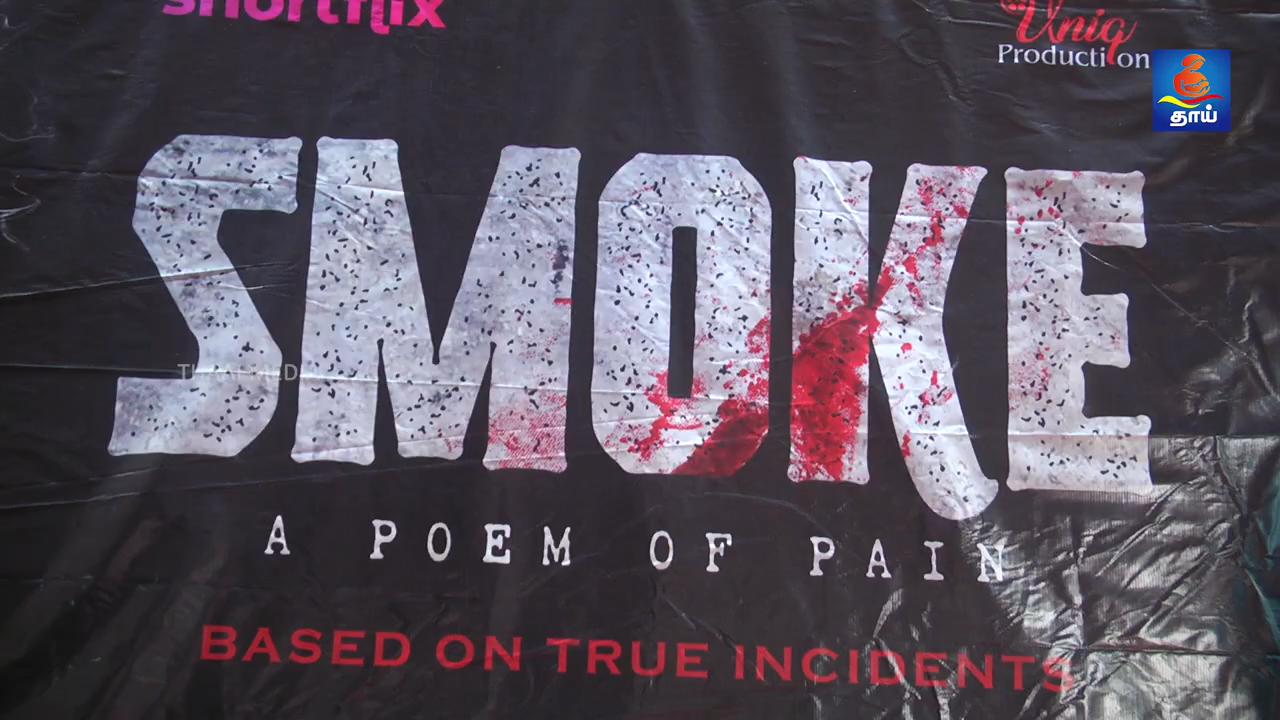 shortflix
Uniq
Production
தாய்
SMOKE
A POEM OF PAIN
BASED ON TRUE INCIDENTS